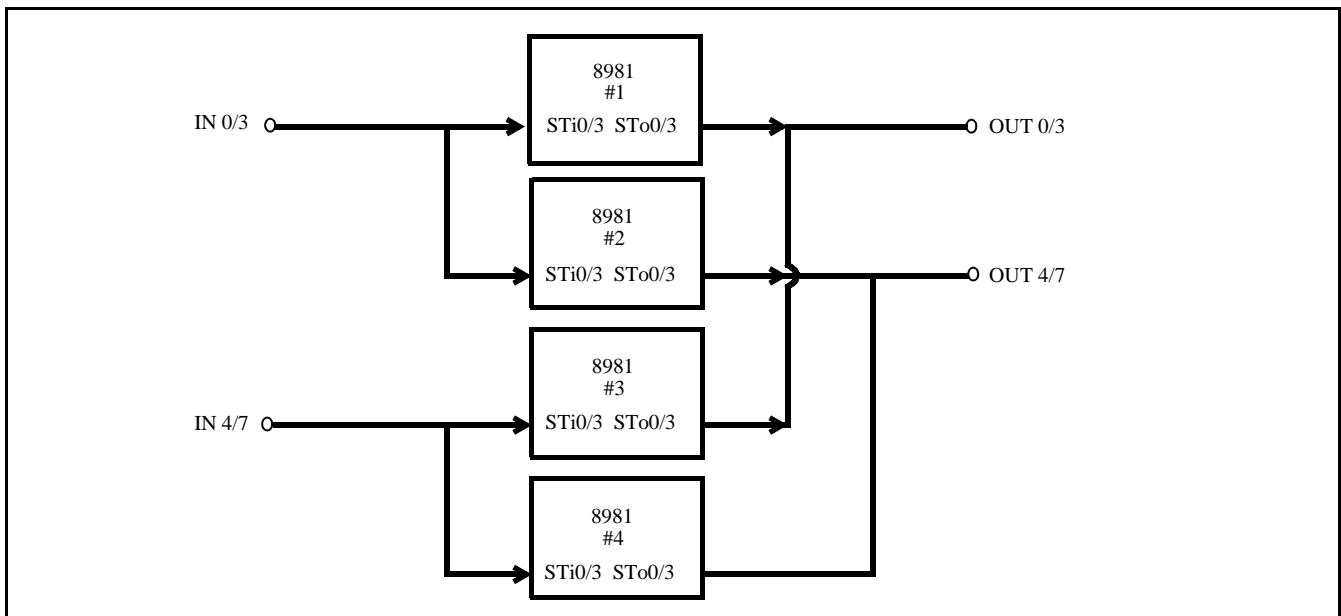 8981
#1
IN 0/3
STi0/3 STo0/3
OUT 0/3
8981
#2
STi0/3 STo0/3
OUT 4/7
8981
#3
IN 4/7
STi0/3 STo0/3
8981
#4
STi0/3 STo0/3